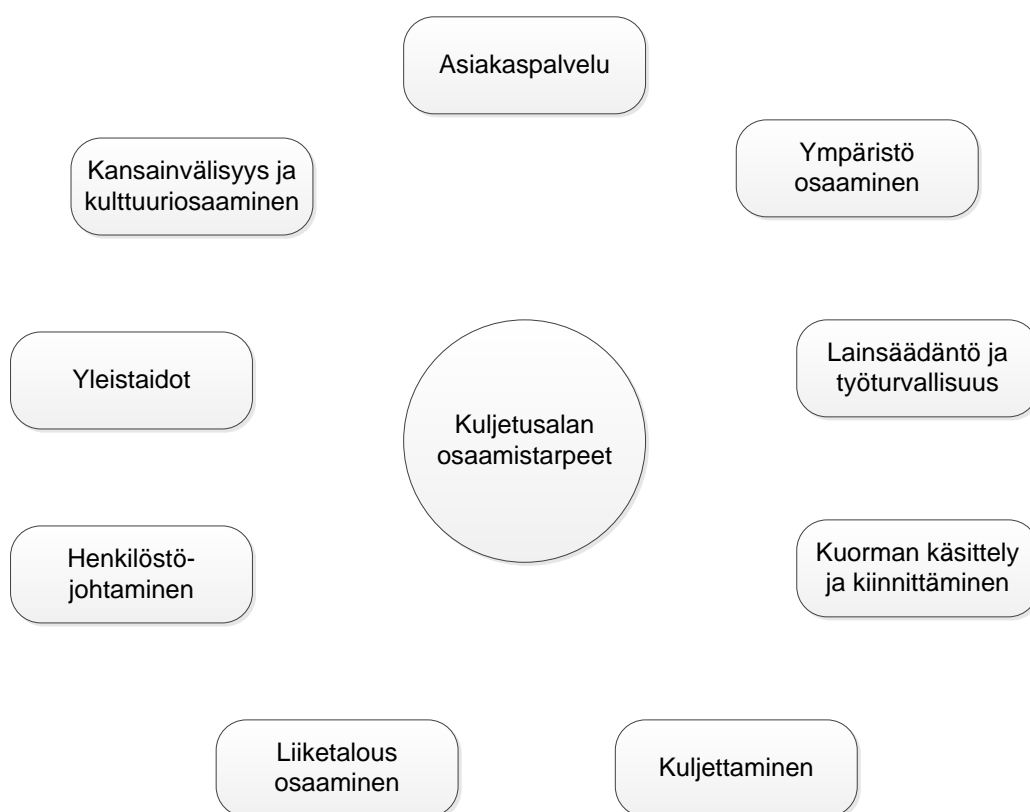 Asiakaspalvelu
Kansainvälisyys ja
kulttuuriosaaminen
Ympäristö
osaaminen
Yleistaidot
Kuljetusalan
osaamistarpeet
Lainsäädäntö ja
työturvallisuus
Henkilöstö-
johtaminen
Kuorman käsittely
ja kiinnittäminen
Liiketalous
osaaminen
Kuljettaminen